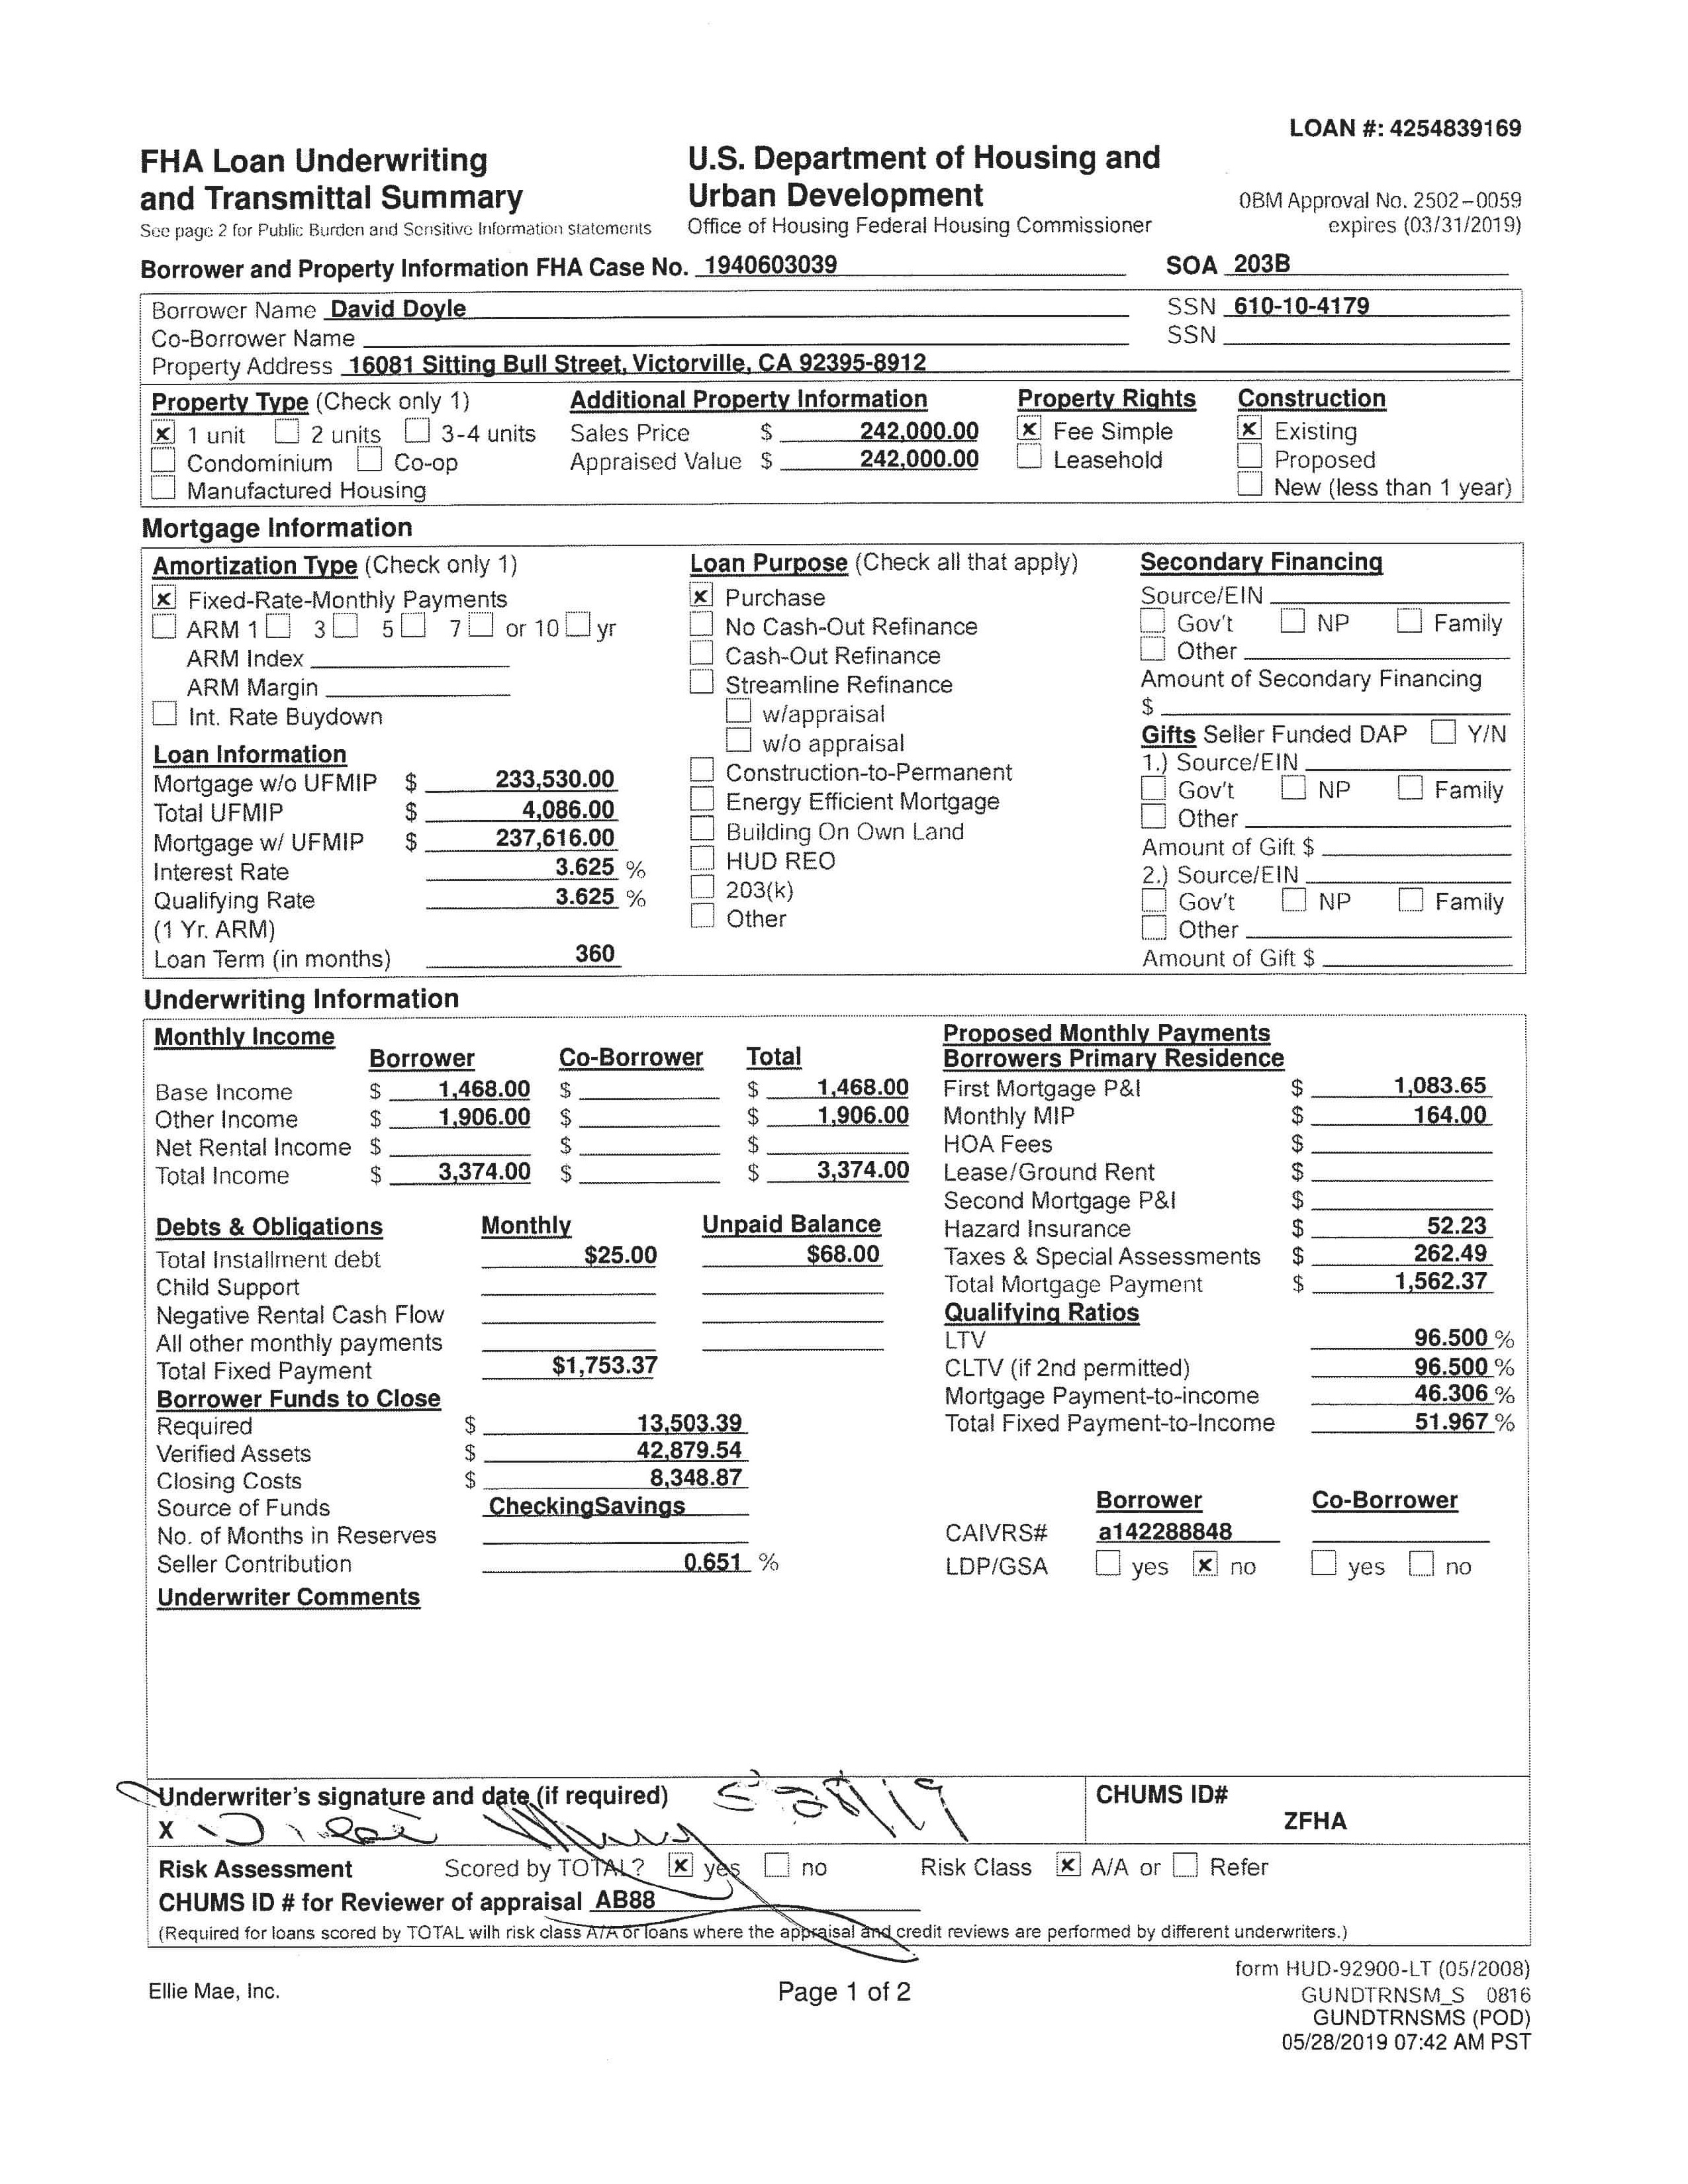 LOAN #: 4254839169
FHA Loan Underwriting and Transmittal Summary
See page 2 for Public Burden and Sensitive Information statements
U.S. Department of Housing and Urban Development
Office of Housing Federal Housing Commissioner
OBM Approval No. 2502-0059
expires (03/31/2019)
Borrower and Property Information FHA Case No. 1940603039 SOA 203B
Borrower Name David Doyle SSN 610-10-4179
Co-Borrower Name SSN
Property Address 16081 Sitting Bull Street, Victorville, CA 92395-8912
Property Type (Check only 1) Additional Property Information Property Rights Construction
x 1 unit 2 units 3-4 units Sales Price $ 242,000.00 x Fee Simple x Existing
Condominium Co-op Appraised Value $ 242,000.00 Leasehold Proposed
Manufactured Housing New (less than 1 year)
Mortgage Information
Amortization Type (Check only 1)
x Fixed-Rate-Monthly Payments
ARM 1 3 5 7 or 10 yr
ARM Index
ARM Margin
Int. Rate Buydown
Loan Information
Mortgage w/o UFMIP $ 233,530.00
Total UFMIP $ 4,086.00
Mortgage w/ UFMIP $ 237,616.00
Interest Rate 3.625 %
Qualifying Rate 3.625 %
(1 Yr. ARM)
Loan Term (in months) 360
Loan Purpose (Check all that apply)
x Purchase
No Cash-Out Refinance
Cash-Out Refinance
Streamline Refinance
w/appraisal
w/o appraisal
Construction-to-Permanent
Energy Efficient Mortgage
Building On Own Land
HUD REO
203(k)
Other
Secondary Financing
Source/EIN
Gov't NP Family
Other
Amount of Secondary Financing
$
Gifts Seller Funded DAP Y/N
1.) Source/EIN
Gov't NP Family
Other
Amount of Gift $
2.) Source/EIN
Gov't NP Family
Other
Amount of Gift $
Underwriting Information
Monthly Income
Borrower Co-Borrower Total
Base Income $ 1,468.00 $ $ 1,468.00
Other Income $ 1,906.00 $ $ 1,906.00
Net Rental Income $ $ $
Total Income $ 3,374.00 $ $ 3,374.00
Debts & Obligations Monthly Unpaid Balance
Total Installment debt $25.00 $68.00
Child Support
Negative Rental Cash Flow
All other monthly payments
Total Fixed Payment $1,753.37
Borrower Funds to Close
Required $ 13,503.39
Verified Assets $ 42,879.54
Closing Costs $ 8,348.87
Source of Funds CheckingSavings
No. of Months in Reserves
Seller Contribution 0.651 %
Underwriter Comments
Proposed Monthly Payments
Borrowers Primary Residence
First Mortgage P&I $ 1,083.65
Monthly MIP $ 164.00
HOA Fees $
Lease/Ground Rent $
Second Mortgage P&I $
Hazard Insurance $ 52.23
Taxes & Special Assessments $ 262.49
Total Mortgage Payment $ 1,562.37
Qualifying Ratios
LTV 96.500 %
CLTV (if 2nd permitted) 96.500 %
Mortgage Payment-to-income 46.306 %
Total Fixed Payment-to-Income 51.967 %
Borrower Co-Borrower
CAIVRS# a142288848
LDP/GSA yes x no yes no
Underwriter's signature and date (if required) CHUMS ID#
X ZFHA
Risk Assessment Scored by TOTAL? x yes no Risk Class x A/A or Refer
CHUMS ID # for Reviewer of appraisal AB88
(Required for loans scored by TOTAL with risk class A/A or loans where the appraisal and credit reviews are performed by different underwriters.)
Ellie Mae, Inc.
Page 1 of 2
form HUD-92900-LT (05/2008)
GUNDTRNSM_S 0816
GUNDTRNSMS (POD)
05/28/2019 07:42 AM PST